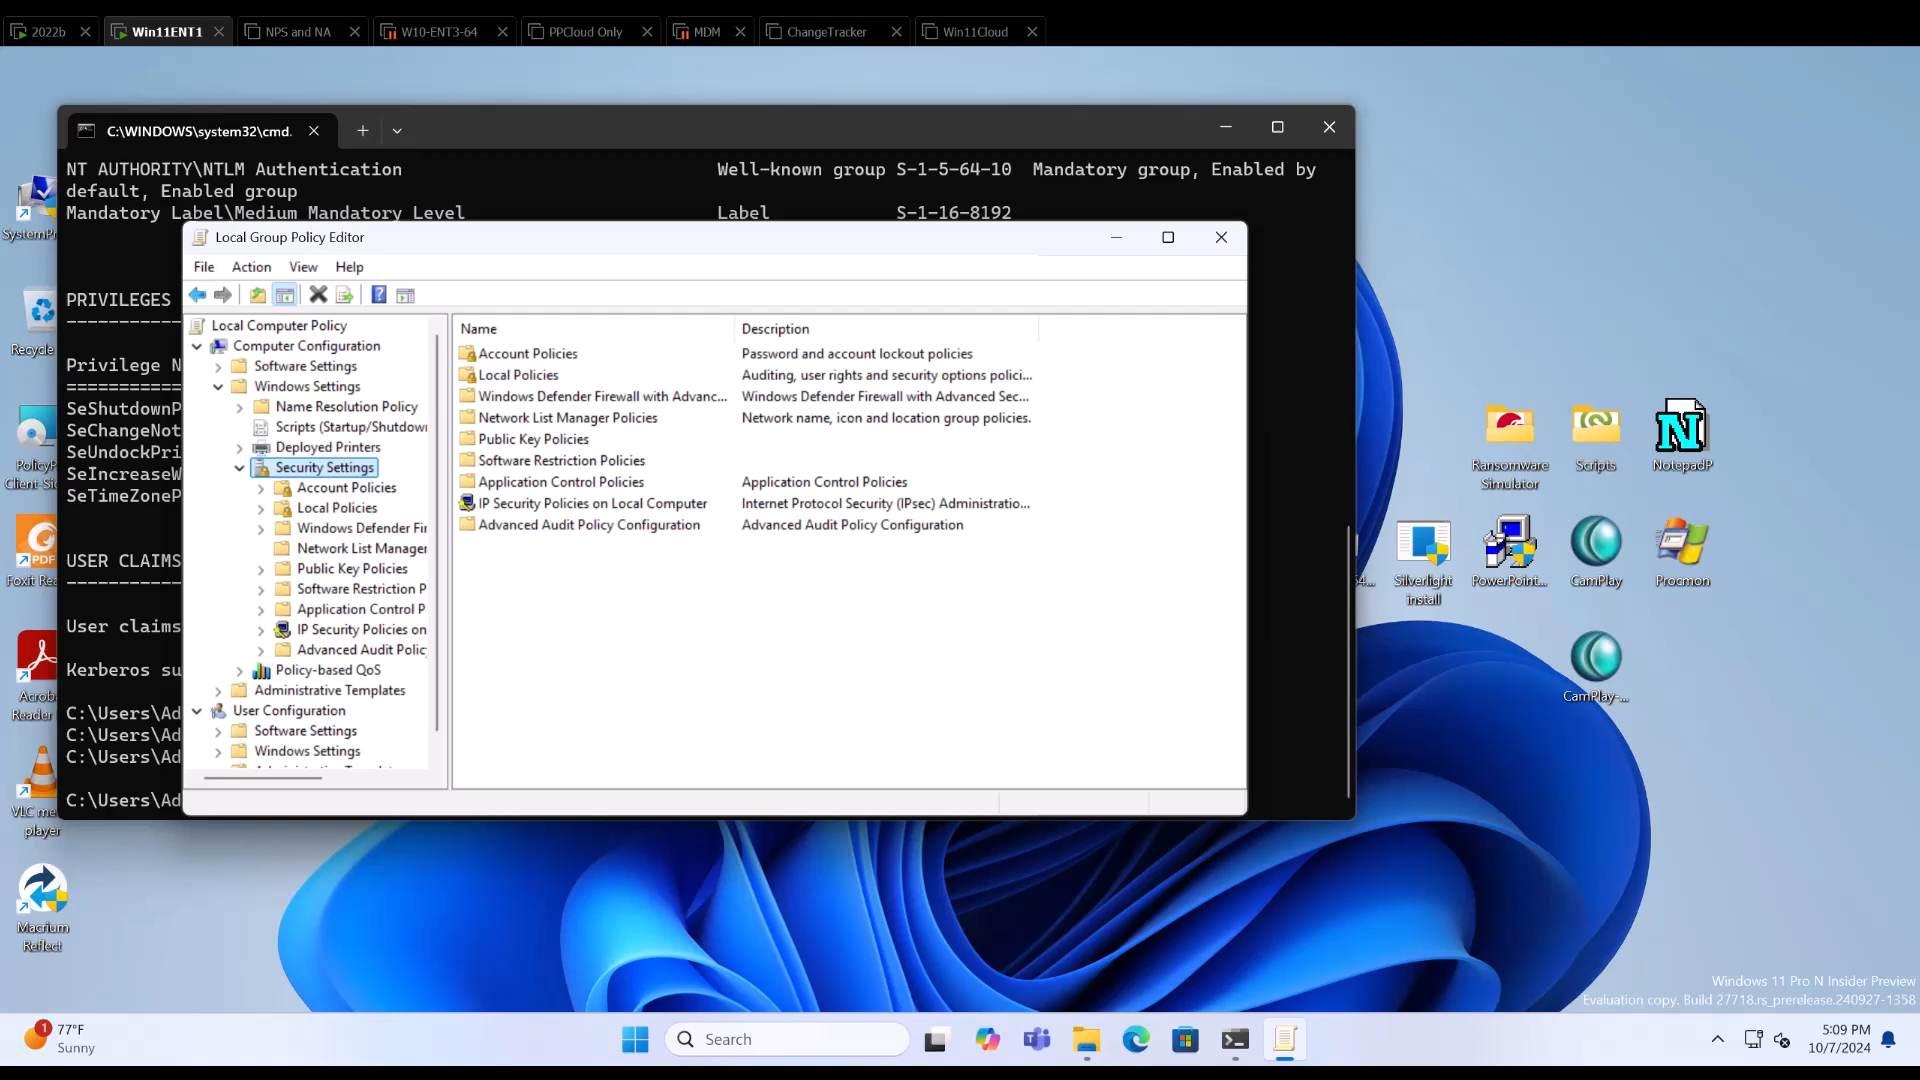 2022b
Win11ENT1
NPS and NA
W10-ENT3-64
PPCloud Only
MDM
ChangeTracker
Win11Cloud
C:\WINDOWS\system32\cmd.
NT AUTHORITY\NTLM Authentication Well-known group S-1-5-64-10 Mandatory group, Enabled by
default, Enabled group
Mandatory Label\Medium Mandatory Level Label S-1-16-8192
PRIVILEGES
Privilege N
SeShutdownP
SeChangeNot
SeUndockPri
SeIncreaseW
SeTimeZoneP
USER CLAIMS
User claims
Kerberos su
C:\Users\Ad
C:\Users\Ad
C:\Users\Ad
C:\Users\Ad
Local Group Policy Editor
File Action View Help
Local Computer Policy
Computer Configuration
Software Settings
Windows Settings
Name Resolution Policy
Scripts (Startup/Shutdown
Deployed Printers
Security Settings
Account Policies
Local Policies
Windows Defender Fi
Network List Manager
Public Key Policies
Software Restriction P
Application Control P
IP Security Policies on
Advanced Audit Polic
Policy-based QoS
Administrative Templates
User Configuration
Software Settings
Windows Settings
Name Description
Account Policies Password and account lockout policies
Local Policies Auditing, user rights and security options polici...
Windows Defender Firewall with Advanc... Windows Defender Firewall with Advanced Sec...
Network List Manager Policies Network name, icon and location group policies.
Public Key Policies
Software Restriction Policies
Application Control Policies Application Control Policies
IP Security Policies on Local Computer Internet Protocol Security (IPsec) Administratio...
Advanced Audit Policy Configuration Advanced Audit Policy Configuration
SystemPr
Recycle
PolicyP
Client-Sid
Foxit Rea
Acrob
Reader
VLC me
player
Macrium
Reflect
Ransomware
Simulator
Scripts
NotepadP
64...
Silverlight
install
PowerPoint...
CamPlay
Procmon
CamPlay-...
Windows 11 Pro N Insider Preview
Evaluation copy. Build 27718.rs_prerelease.240927-1358
1
77°F
Sunny
Search
5:09 PM
10/7/2024